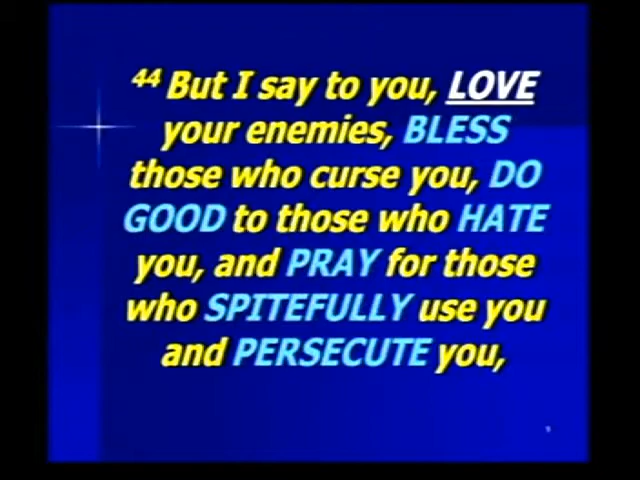 44 But I say to you, LOVE
your enemies, BLESS
those who curse you, DO
GOOD to those who HATE
you, and PRAY for those
who SPITEFULLY use you
and PERSECUTE you,